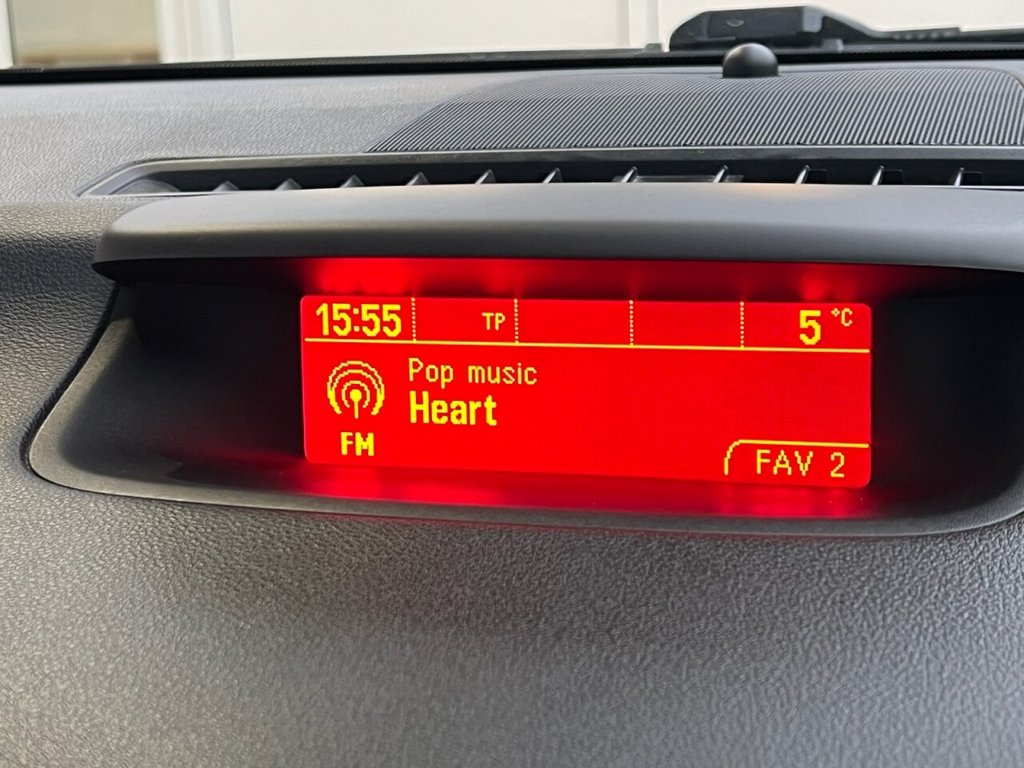 15:55 TP 5 °C
Pop music
Heart
FM
FAV 2